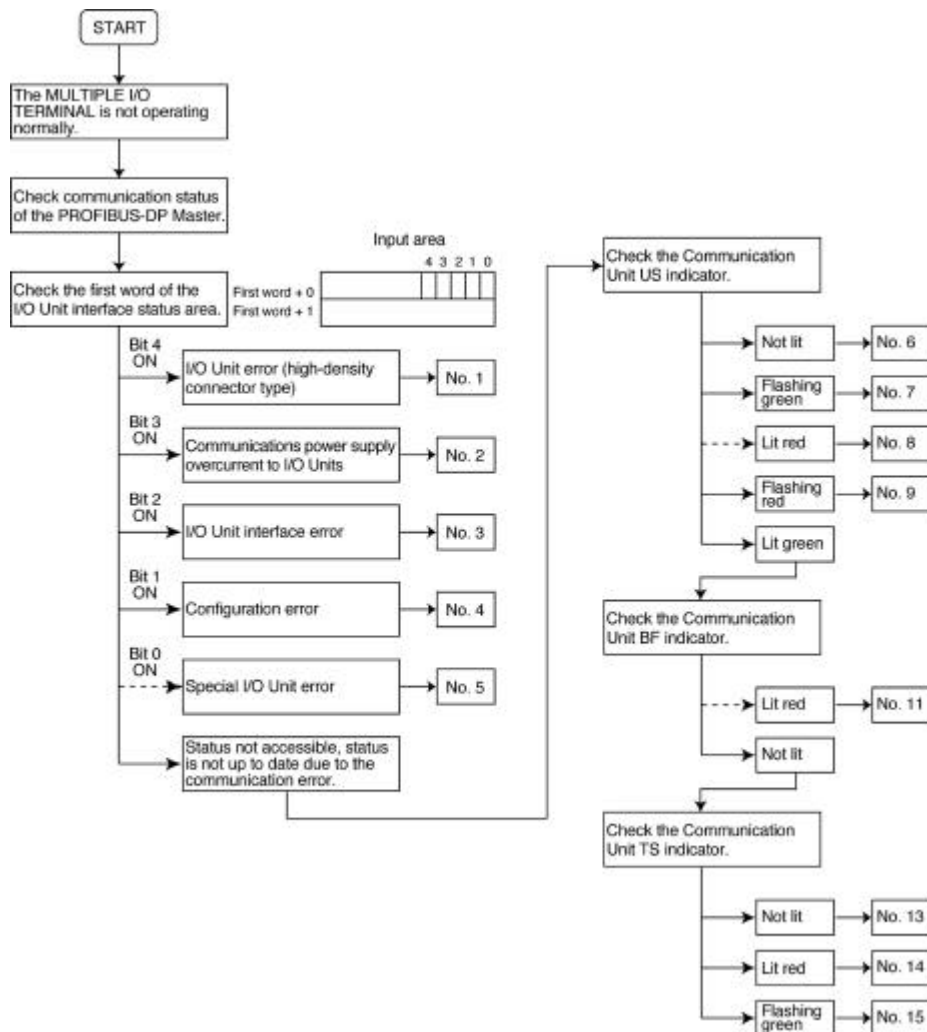 START
The MULTIPLE I/O
TERMINAL is not operating
normally.
Check communication status
of the PROFIBUS-DP Master.
Check the first word of the
I/O Unit interface status area.
Input area
4 3 2 1 0
First word + 0
First word + 1
Bit 4
ON
I/O Unit error (high-density
connector type)
No. 1
Bit 3
ON
Communications power supply
overcurrent to I/O Units
No. 2
Bit 2
ON
I/O Unit interface error
No. 3
Bit 1
ON
Configuration error
No. 4
Bit 0
ON
Special I/O Unit error
No. 5
Status not accessible, status
is not up to date due to the
communication error.
Check the Communication
Unit US indicator.
Not lit
No. 6
Flashing
green
No. 7
Lit red
No. 8
Flashing
red
No. 9
Lit green
Check the Communication
Unit BF indicator.
Lit red
No. 11
Not lit
Check the Communication
Unit TS indicator.
Not lit
No. 13
Lit red
No. 14
Flashing
green
No. 15